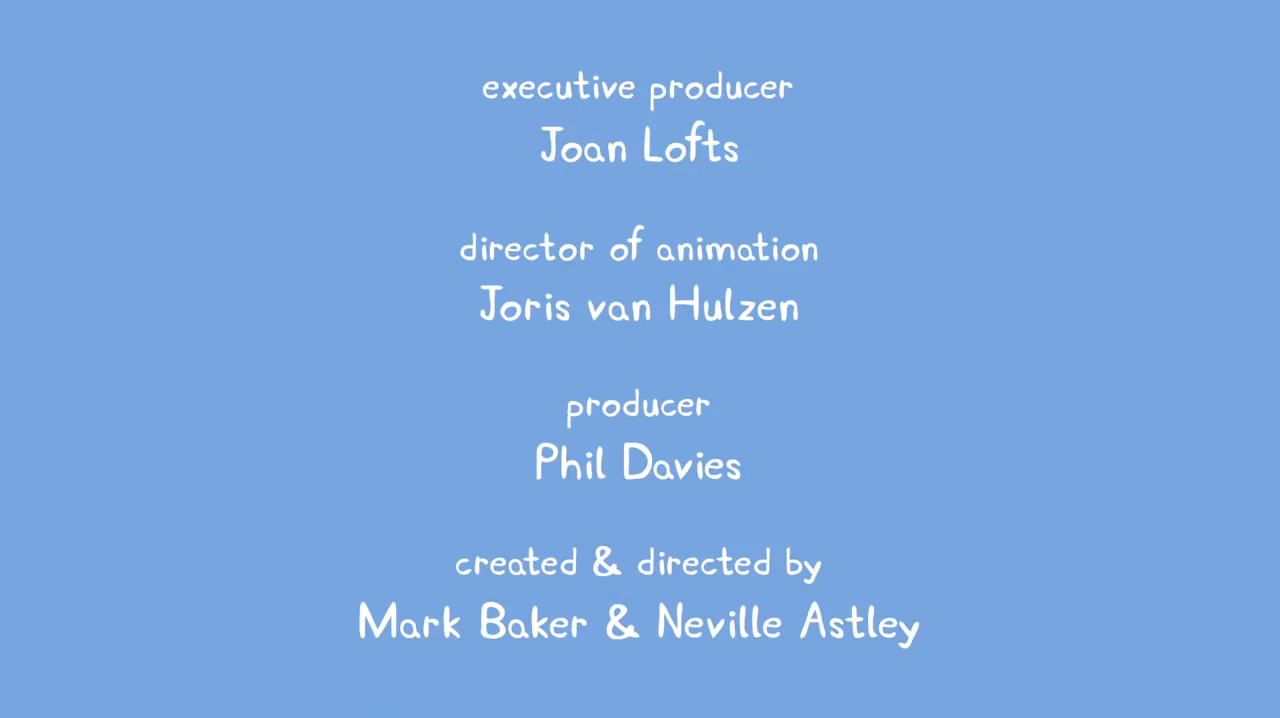 executive producer
Joan Lofts
director of animation
Joris van Hulzen
producer
Phil Davies
created & directed by
Mark Baker & Neville Astley